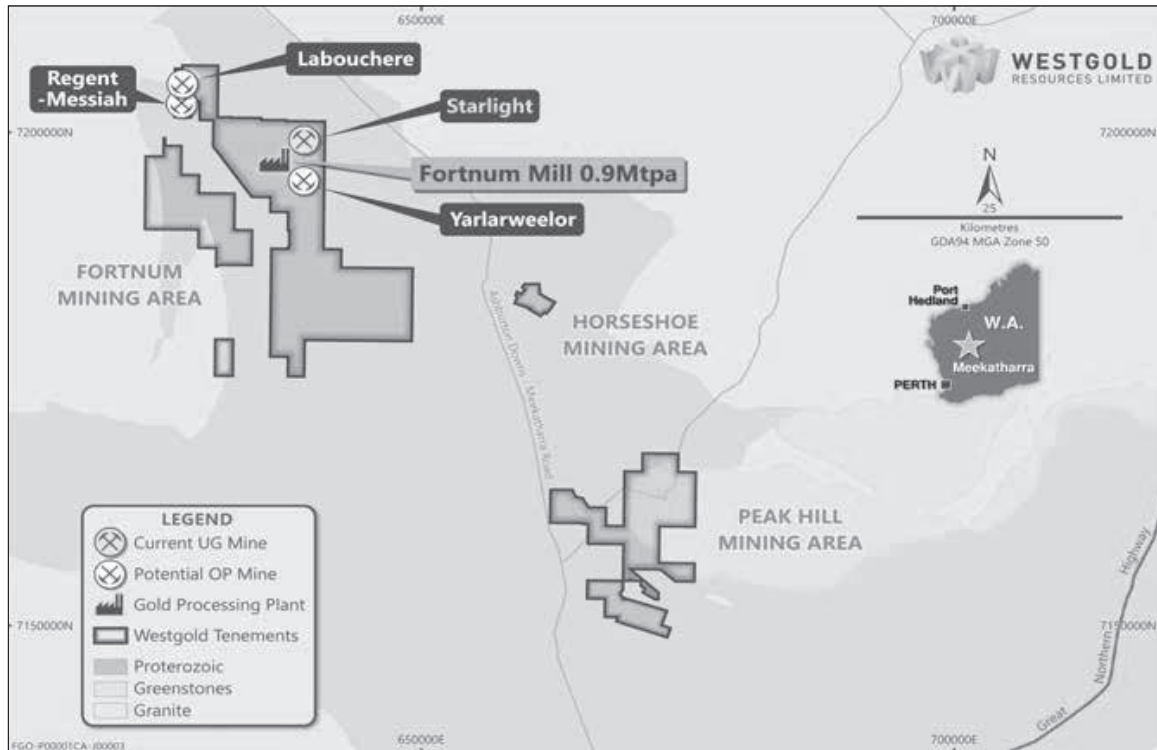 650000E
700000E
WESTGOLD
RESOURCES LIMITED
Labouchere
Regent
-Messiah
Starlight
7200000N
7200000N
N
Fortnum Mill 0.9Mtpa
25
Kilometres
GDA94 MGA Zone 50
Yarlarweelor
FORTNUM
MINING AREA
Port
Hedland
W.A.
Meekatharra
PERTH
HORSESHOE
MINING AREA
Ashburton Downs - Meekatharra Road
PEAK HILL
MINING AREA
LEGEND
Current UG Mine
Potential OP Mine
Gold Processing Plant
Westgold Tenements
Proterozoic
Greenstones
Granite
7150000N
7150000N
Great Northern Highway
650000E
700000E
FGO-P00001CA-J00003